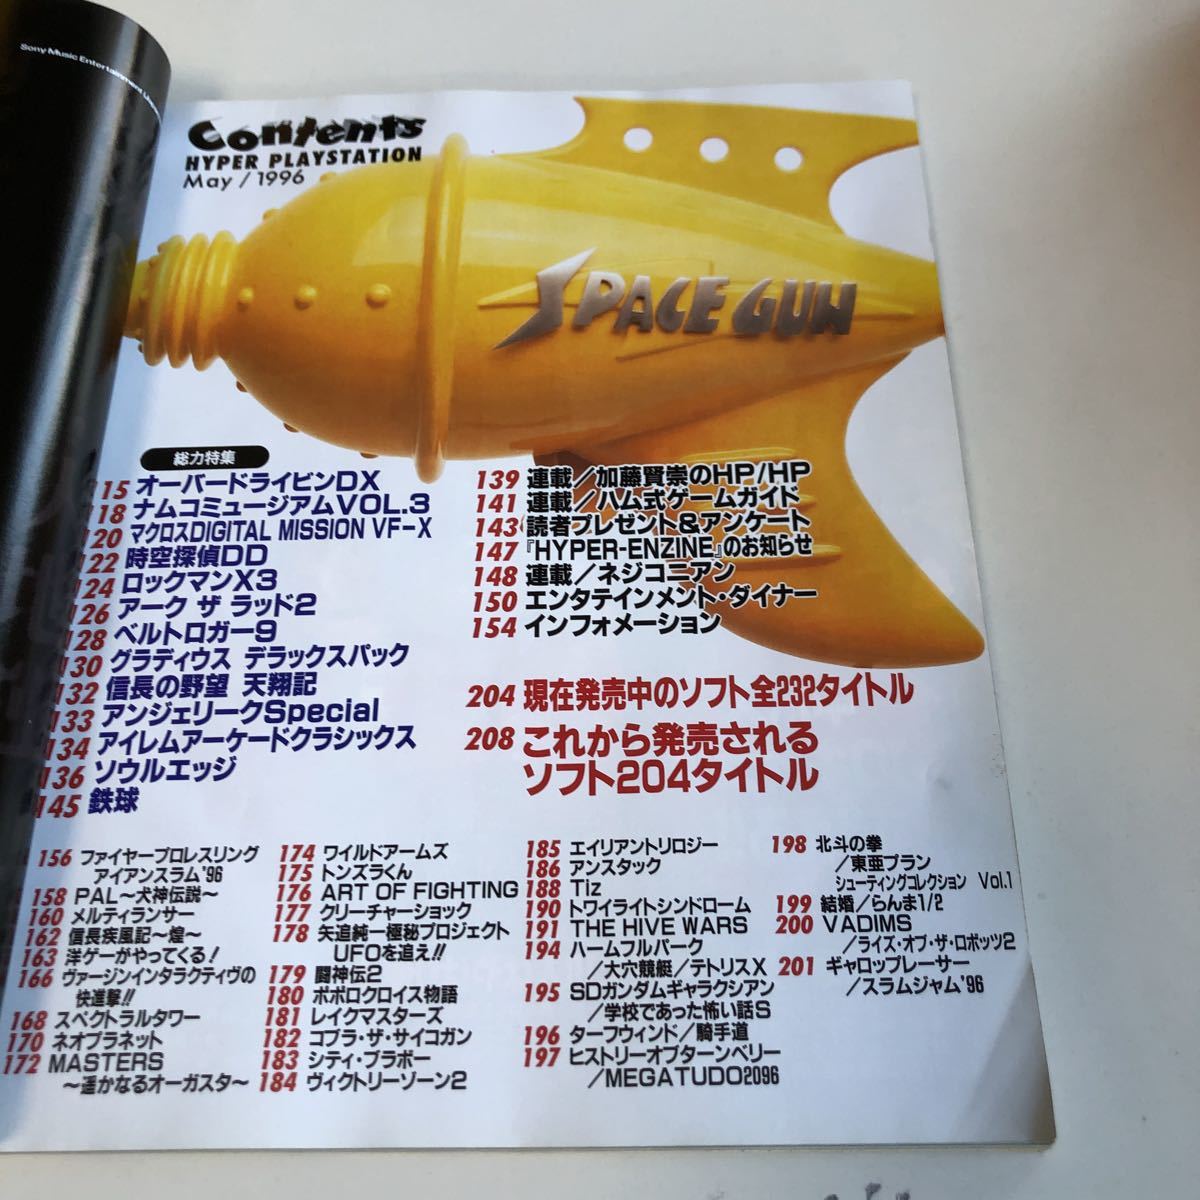 Sony Music Entertainment
Contents
HYPER PLAYSTATION
May/1996
SPACE GUN
総力特集
115 オーバードライビンDX
118 ナムコミュージアムVOL.3
120 マクロスDIGITAL MISSION VF-X
122 時空探偵DD
124 ロックマンX3
126 アーク ザ ラッド2
128 ベルトロガー9
130 グラディウス デラックスパック
132 信長の野望 天翔記
133 アンジェリークSpecial
134 アイレムアーケードクラシックス
136 ソウルエッジ
145 鉄球
139 連載/加藤賢崇のHP/HP
141 連載/ハム式ゲームガイド
143 読者プレゼント&アンケート
147 『HYPER-ENZINE』のお知らせ
148 連載/ネジコニアン
150 エンタテインメント・ダイナー
154 インフォメーション
204 現在発売中のソフト全232タイトル
208 これから発売される
ソフト204タイトル
156 ファイヤープロレスリング
アイアンスラム'96
158 PAL〜犬神伝説〜
160 メルティランサー
162 信長疾風記〜煌〜
163 洋ゲーがやってくる!
166 ヴァージンインタラクティヴの
快進撃!!
168 スペクトラルタワー
170 ネオプラネット
172 MASTERS
〜遥かなるオーガスタ〜
174 ワイルドアームズ
175 トンズラくん
176 ART OF FIGHTING
177 クリーチャーショック
178 矢追純一極秘プロジェクト
UFOを追え!!
179 闘神伝2
180 ポポロクロイス物語
181 レイクマスターズ
182 コブラ・ザ・サイコガン
183 シティ・ブラボー
184 ヴィクトリーゾーン2
185 エイリアントリロジー
186 アンスタック
188 Tiz
190 トワイライトシンドローム
191 THE HIVE WARS
194 ハームフルパーク
/大穴競艇/テトリスX
195 SDガンダムギャラクシアン
/学校であった怖い話S
196 ターフウィンド/騎手道
197 ヒストリーオブターンベリー
/MEGATUDO2096
198 北斗の拳
/東亜プラン
シューティングコレクション Vol.1
199 結婚/らんま1/2
200 VADIMS
/ライズ・オブ・ザ・ロボッツ2
201 ギャロップレーサー
/スラムジャム'96